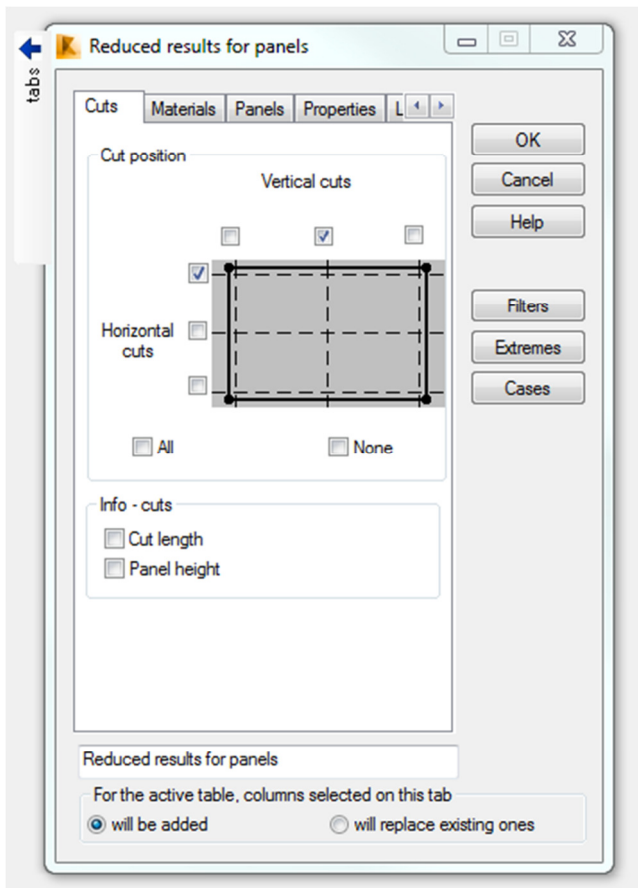 tabs
Reduced results for panels
Cuts Materials Panels Properties L
Cut position
Vertical cuts
Horizontal
cuts
All None
Info - cuts
Cut length
Panel height
OK
Cancel
Help
Filters
Extremes
Cases
Reduced results for panels
For the active table, columns selected on this tab
will be added will replace existing ones